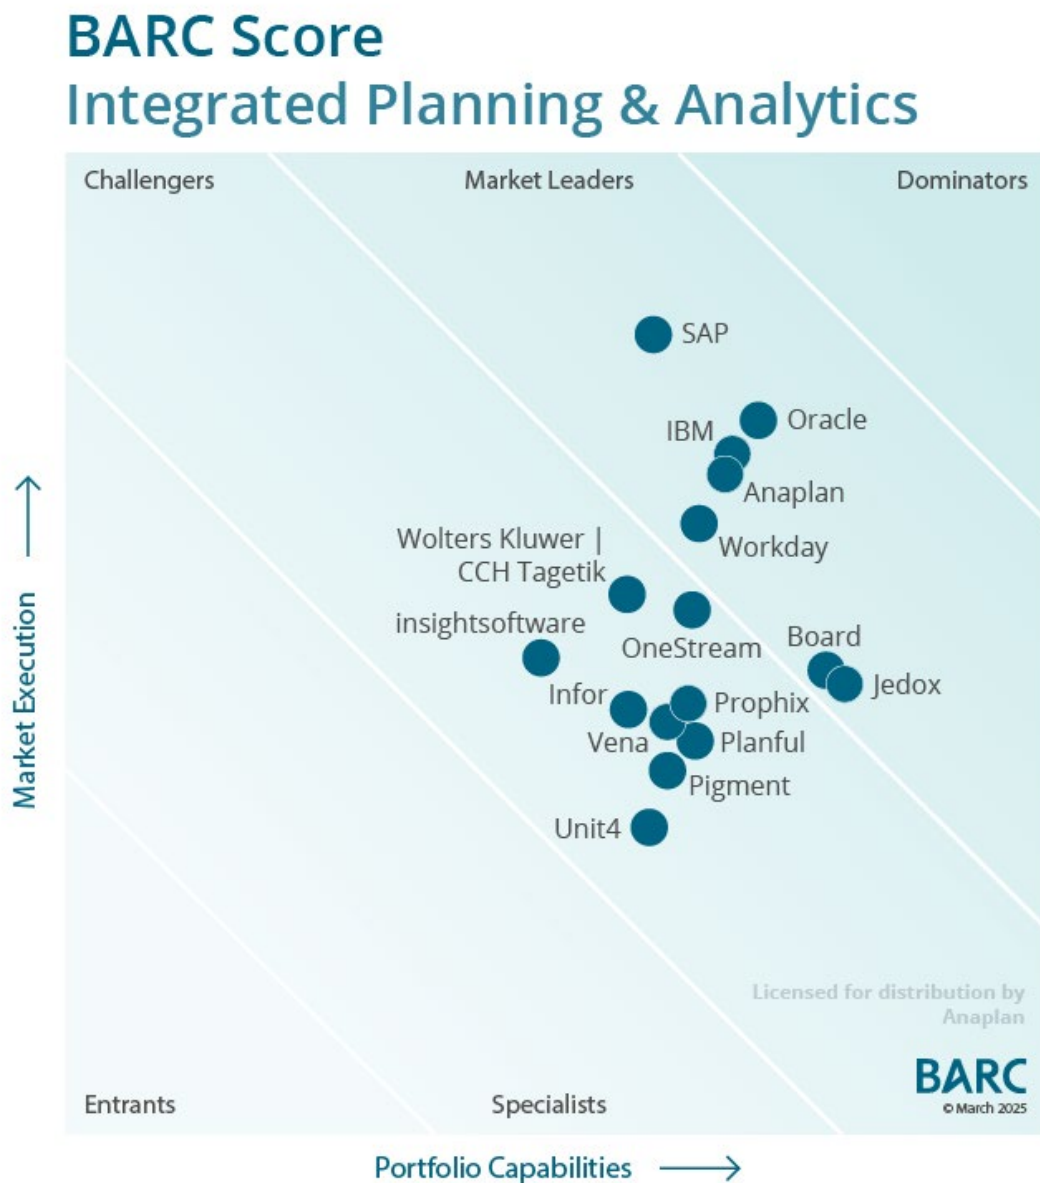 BARC Score
Integrated Planning & Analytics
Challengers
Market Leaders
Dominators
SAP
Oracle
IBM
Anaplan
Workday
Wolters Kluwer |
CCH Tagetik
insightsoftware
OneStream
Board
Jedox
Infor
Prophix
Vena
Planful
Pigment
Unit4
Market Execution
Licensed for distribution by
Anaplan
BARC
© March 2025
Entrants
Specialists
Portfolio Capabilities